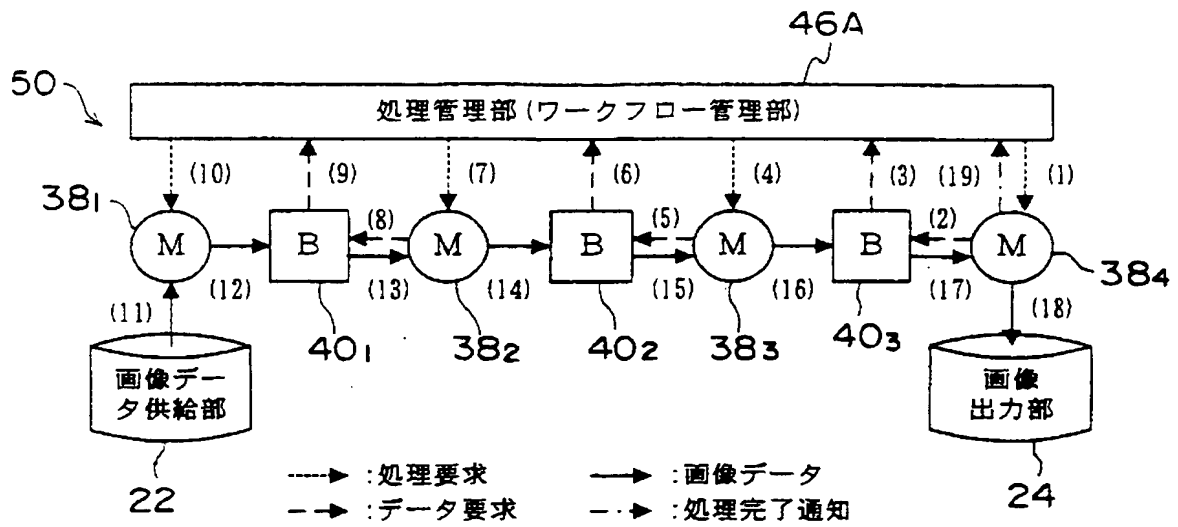 46A
50
処理管理部(ワークフロー管理部)
(10) (9) (7) (6) (4) (3) (19) (1)
38₁
M B (8) M B (5) M B (2) M
(12) (13) (14) (15) (16) (17)
38₄
(11) 40₁ 38₂ 40₂ 38₃ 40₃ (18)
画像デー
タ供給部
画像
出力部
22
24
:処理要求 :画像データ
:データ要求 :処理完了通知